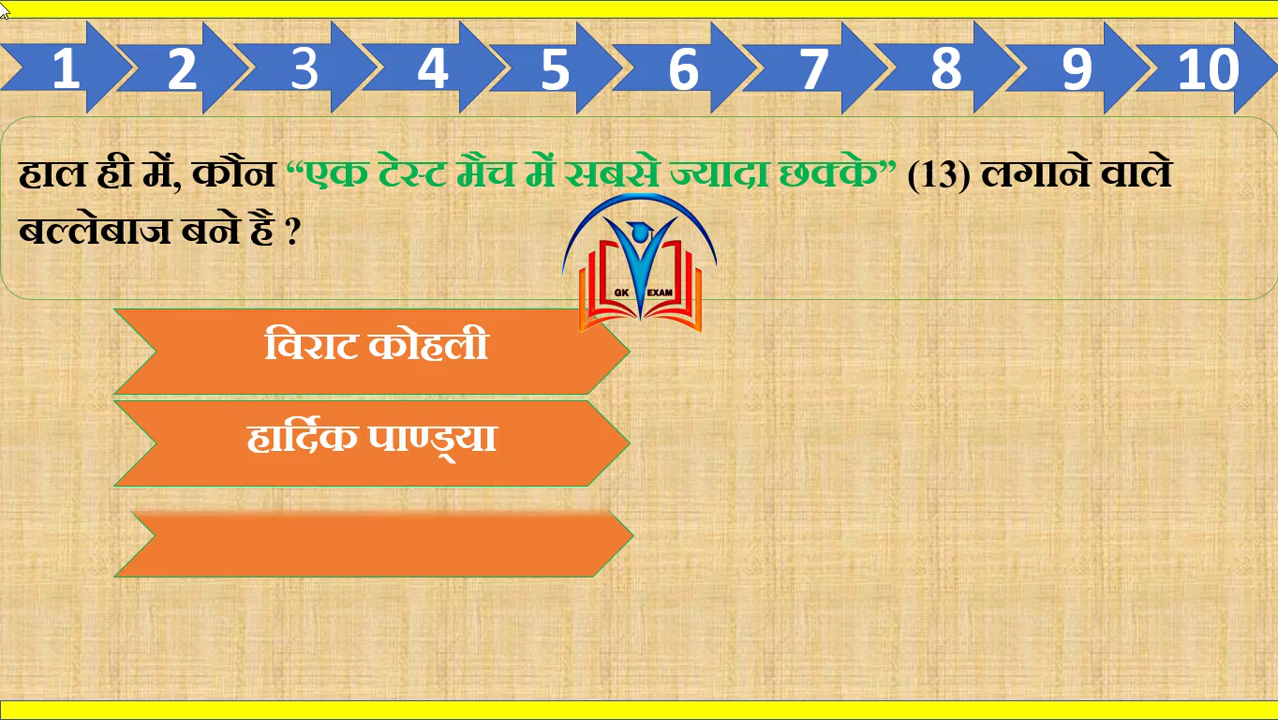 1 2 3 4 5 6 7 8 9 10
हाल ही में, कौन “एक टेस्ट मैच में सबसे ज्यादा छक्के” (13) लगाने वाले
बल्लेबाज बने है ?
GK EXAM
विराट कोहली
हार्दिक पाण्ड्या